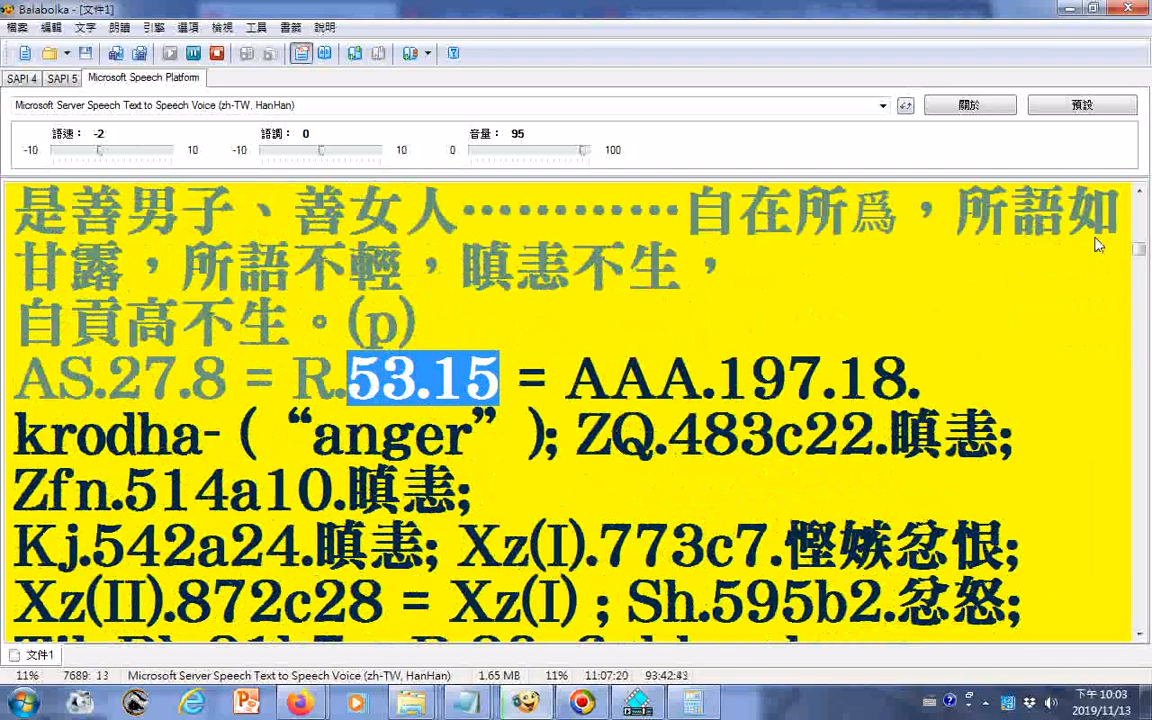 Balabolka - [文件1]
檔案 編輯 文字 朗讀 引擎 選項 檢視 工具 書籤 說明
SAPI 4 SAPI 5 Microsoft Speech Platform
Microsoft Server Speech Text to Speech Voice (zh-TW, HanHan) 關於 預設
語速： -2 語調： 0 音量： 95
-10 10 -10 10 0 100
是善男子、善女人…………自在所爲，所語如
甘露，所語不輕，瞋恚不生，
自貢高不生。(p)
AS.27.8 = R.53.15 = AAA.197.18.
krodha- (“anger”); ZQ.483c22.瞋恚;
Zfn.514a10.瞋恚;
Kj.542a24.瞋恚; Xz(I).773c7.慳嫉忿恨;
Xz(II).872c28 = Xz(I) ; Sh.595b2.忿怒;
文件1
11% 7689: 13 Microsoft Server Speech Text to Speech Voice (zh-TW, HanHan) 1.65 MB 11% 11:07:20 93:42:43
下午 10:03
2019/11/13